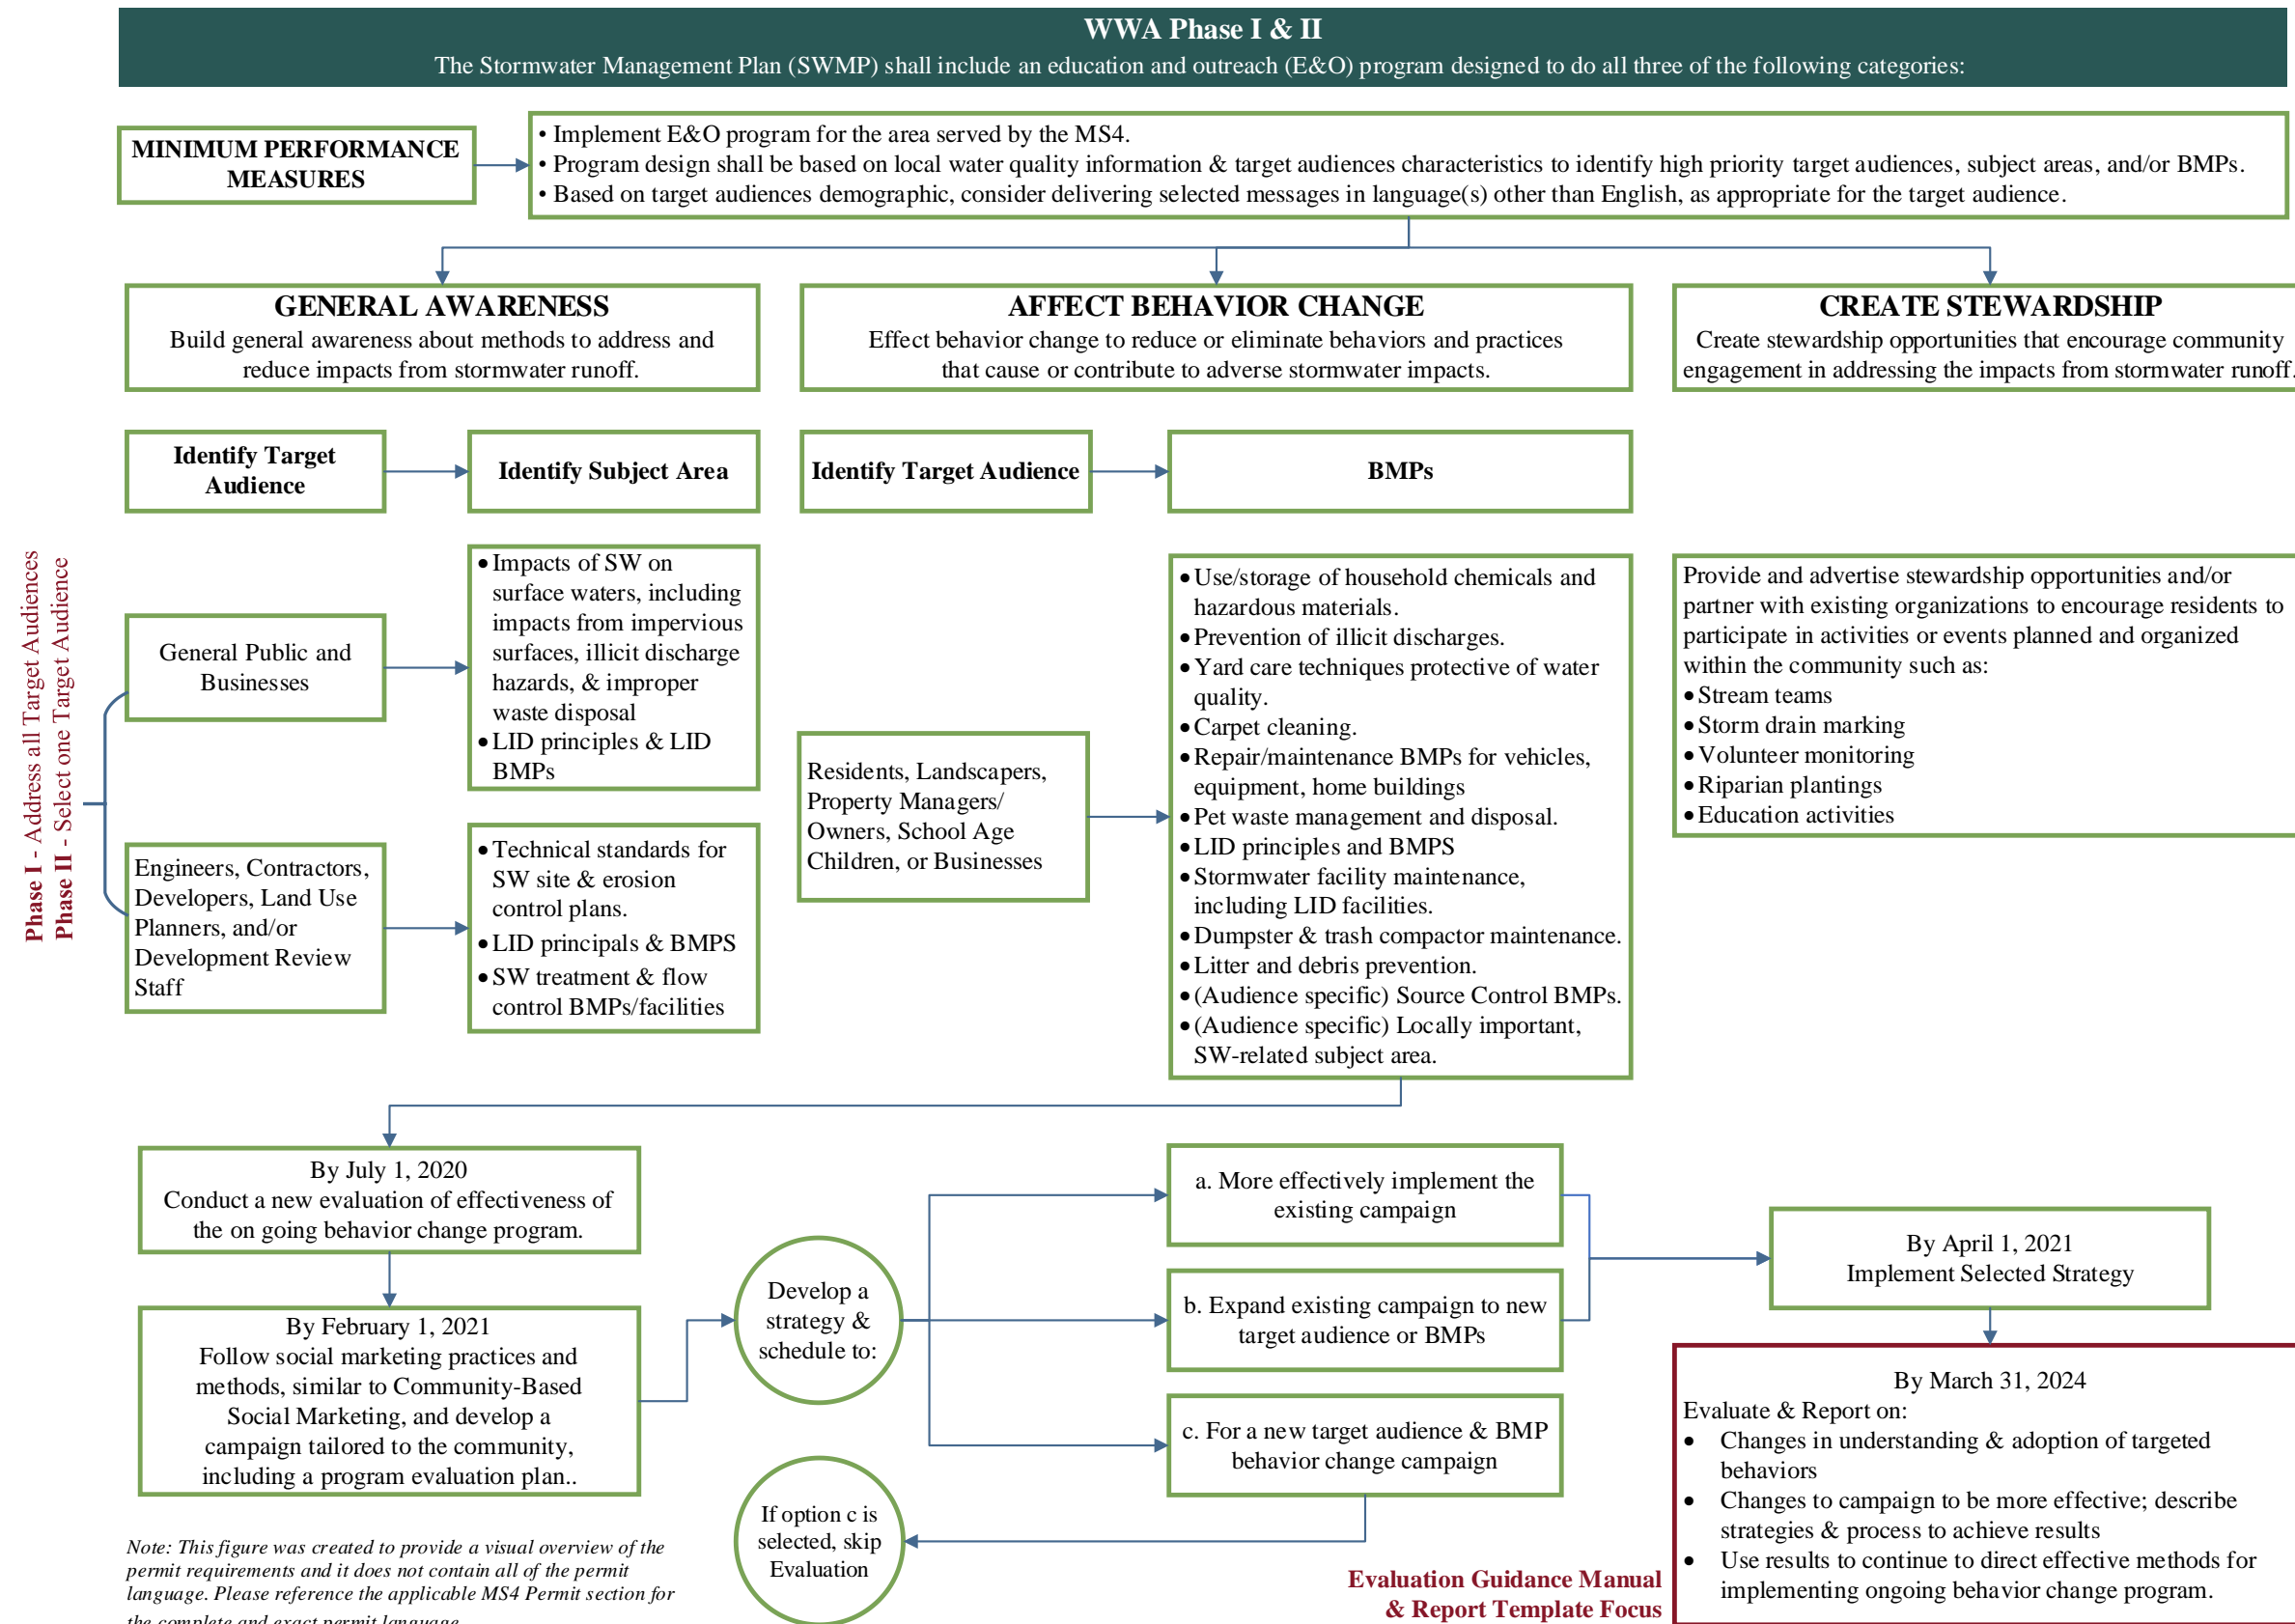 WWA Phase I & II
The Stormwater Management Plan (SWMP) shall include an education and outreach (E&O) program designed to do all three of the following categories:
MINIMUM PERFORMANCE
MEASURES
• Implement E&O program for the area served by the MS4.
• Program design shall be based on local water quality information & target audiences characteristics to identify high priority target audiences, subject areas, and/or BMPs.
• Based on target audiences demographic, consider delivering selected messages in language(s) other than English, as appropriate for the target audience.
GENERAL AWARENESS
Build general awareness about methods to address and
reduce impacts from stormwater runoff.
AFFECT BEHAVIOR CHANGE
Effect behavior change to reduce or eliminate behaviors and practices
that cause or contribute to adverse stormwater impacts.
CREATE STEWARDSHIP
Create stewardship opportunities that encourage community
engagement in addressing the impacts from stormwater runoff.
Identify Target
Audience
Identify Subject Area
Identify Target Audience
BMPs
Phase I - Address all Target Audiences
Phase II - Select one Target Audience
General Public and
Businesses
• Impacts of SW on
surface waters, including
impacts from impervious
surfaces, illicit discharge
hazards, & improper
waste disposal
• LID principles & LID
BMPs
Engineers, Contractors,
Developers, Land Use
Planners, and/or
Development Review
Staff
• Technical standards for
SW site & erosion
control plans.
• LID principals & BMPS
• SW treatment & flow
control BMPs/facilities
Residents, Landscapers,
Property Managers/
Owners, School Age
Children, or Businesses
• Use/storage of household chemicals and
hazardous materials.
• Prevention of illicit discharges.
• Yard care techniques protective of water
quality.
• Carpet cleaning.
• Repair/maintenance BMPs for vehicles,
equipment, home buildings
• Pet waste management and disposal.
• LID principles and BMPS
• Stormwater facility maintenance,
including LID facilities.
• Dumpster & trash compactor maintenance.
• Litter and debris prevention.
• (Audience specific) Source Control BMPs.
• (Audience specific) Locally important,
SW-related subject area.
Provide and advertise stewardship opportunities and/or
partner with existing organizations to encourage residents to
participate in activities or events planned and organized
within the community such as:
• Stream teams
• Storm drain marking
• Volunteer monitoring
• Riparian plantings
• Education activities
By July 1, 2020
Conduct a new evaluation of effectiveness of
the on going behavior change program.
By February 1, 2021
Follow social marketing practices and
methods, similar to Community-Based
Social Marketing, and develop a
campaign tailored to the community,
including a program evaluation plan..
Develop a
strategy &
schedule to:
a. More effectively implement the
existing campaign
b. Expand existing campaign to new
target audience or BMPs
c. For a new target audience & BMP
behavior change campaign
If option c is
selected, skip
Evaluation
By April 1, 2021
Implement Selected Strategy
By March 31, 2024
Evaluate & Report on:
• Changes in understanding & adoption of targeted
behaviors
• Changes to campaign to be more effective; describe
strategies & process to achieve results
• Use results to continue to direct effective methods for
implementing ongoing behavior change program.
Evaluation Guidance Manual
& Report Template Focus
Note: This figure was created to provide a visual overview of the
permit requirements and it does not contain all of the permit
language. Please reference the applicable MS4 Permit section for
the complete and exact permit language